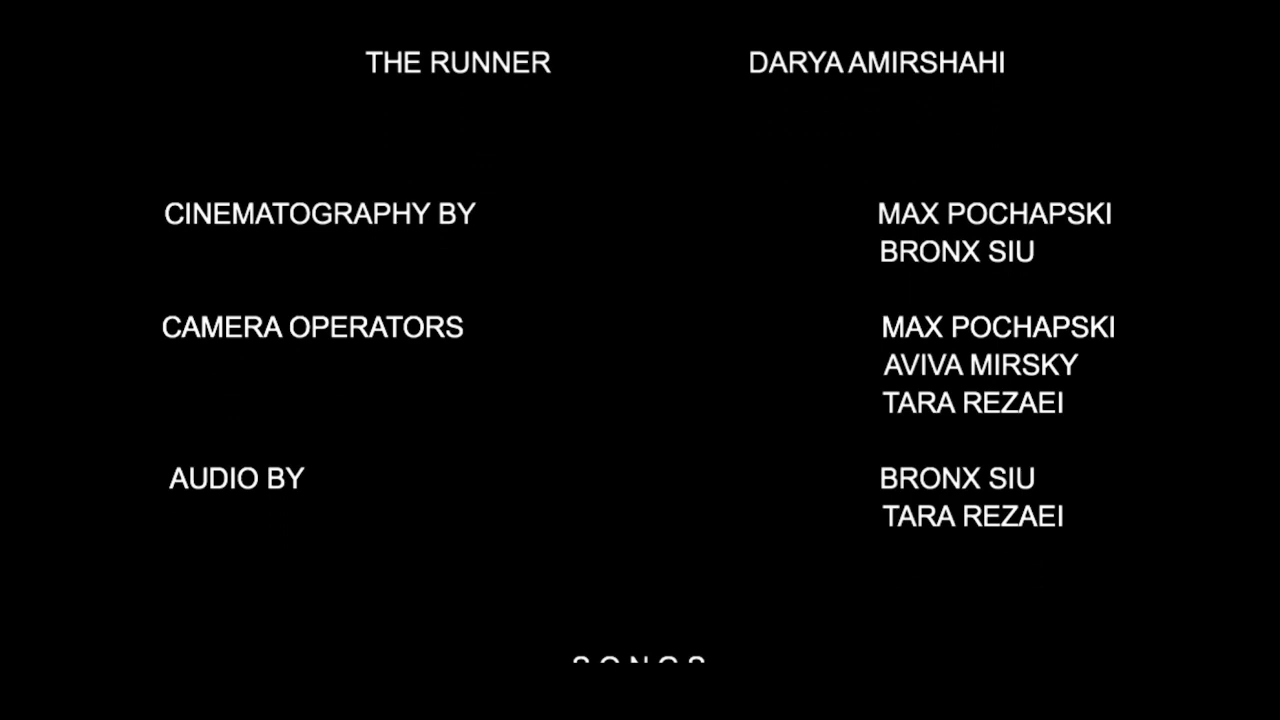 THE RUNNER DARYA AMIRSHAHI
CINEMATOGRAPHY BY MAX POCHAPSKI
BRONX SIU
CAMERA OPERATORS MAX POCHAPSKI
AVIVA MIRSKY
TARA REZAEI
AUDIO BY BRONX SIU
TARA REZAEI
SONGS